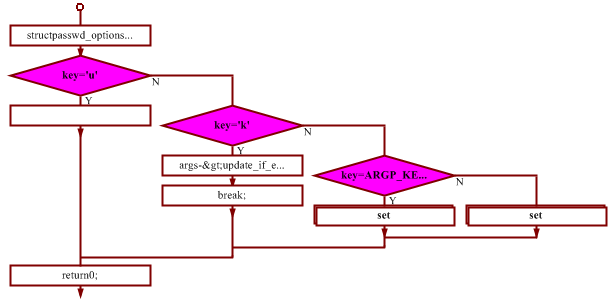 structpasswd_options...
key='u'
N
Y
key='k'
N
Y
args-&gt;update_if_e...
key=ARGP_KE...
N
break;
Y
set
set
return0;